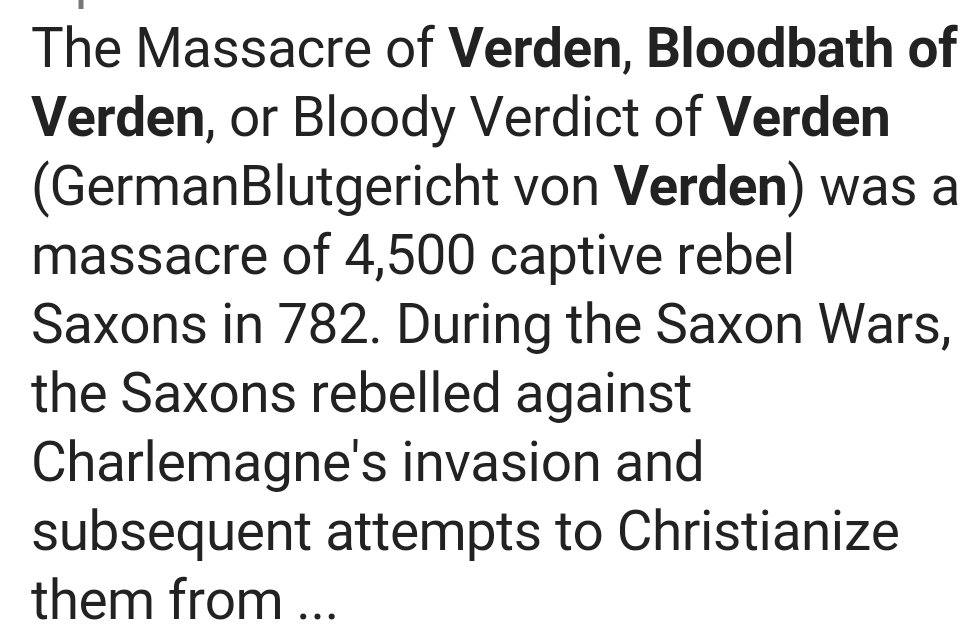 The Massacre of Verden, Bloodbath of
Verden, or Bloody Verdict of Verden
(GermanBlutgericht von Verden) was a
massacre of 4,500 captive rebel
Saxons in 782. During the Saxon Wars,
the Saxons rebelled against
Charlemagne's invasion and
subsequent attempts to Christianize
them from ...